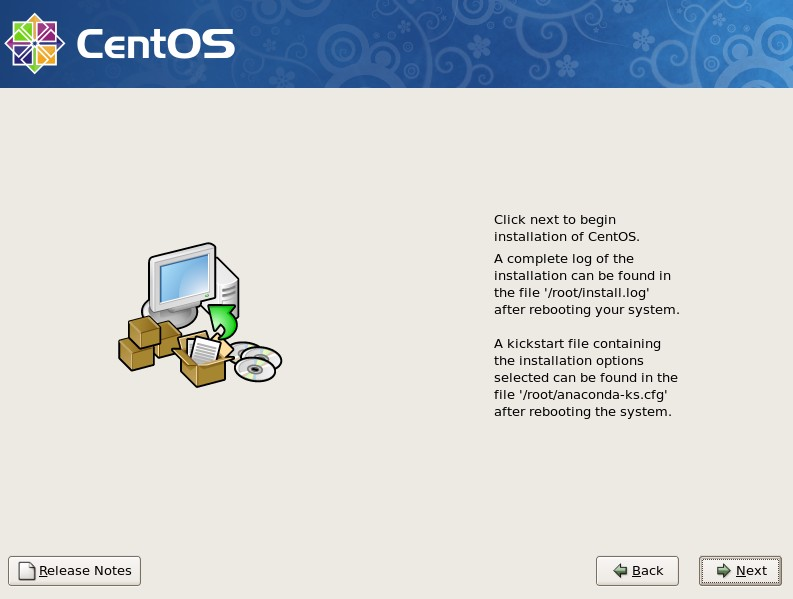 CentOS
Click next to begin
installation of CentOS.
A complete log of the
installation can be found in
the file '/root/install.log'
after rebooting your system.
A kickstart file containing
the installation options
selected can be found in the
file '/root/anaconda-ks.cfg'
after rebooting the system.
Release Notes
Back
Next